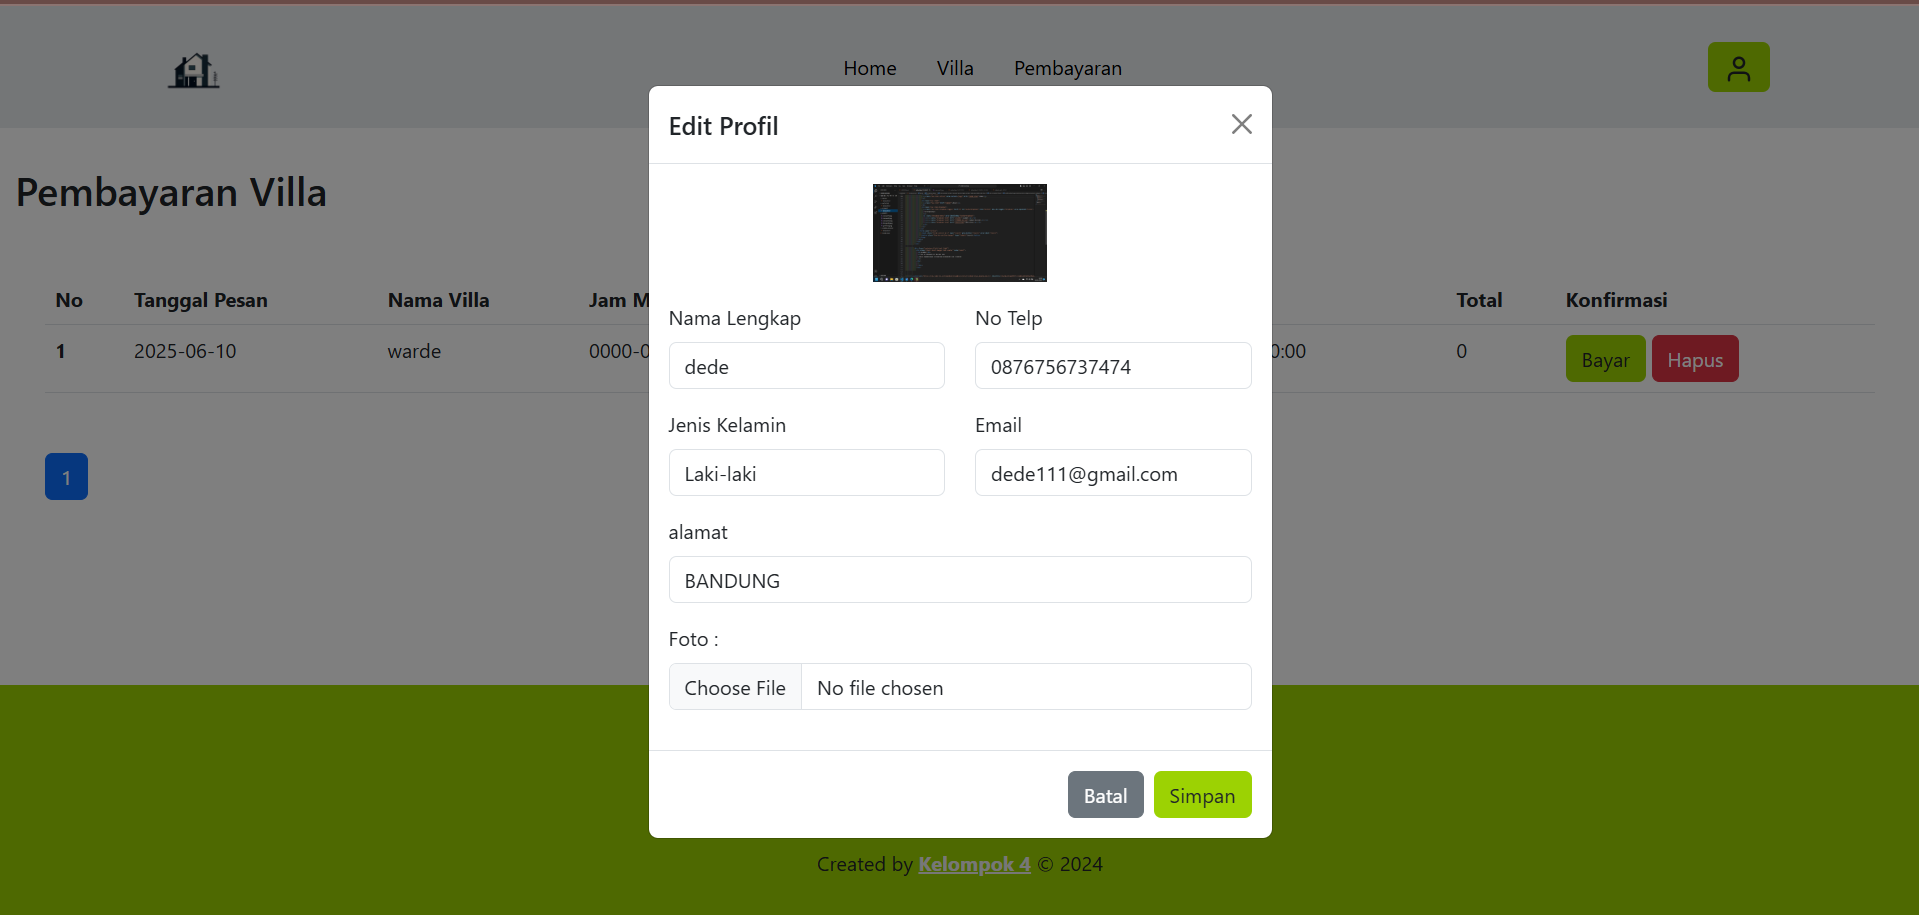 Home Villa Pembayaran
Edit Profil
Pembayaran Villa
No Tanggal Pesan Nama Villa Jam M Total Konfirmasi
1 2025-06-10 warde 0000-0 0:00 0 Bayar Hapus
1
Nama Lengkap No Telp
dede 0876756737474
Jenis Kelamin Email
Laki-laki dede111@gmail.com
alamat
BANDUNG
Foto :
Choose File No file chosen
Batal Simpan
Created by Kelompok 4 © 2024